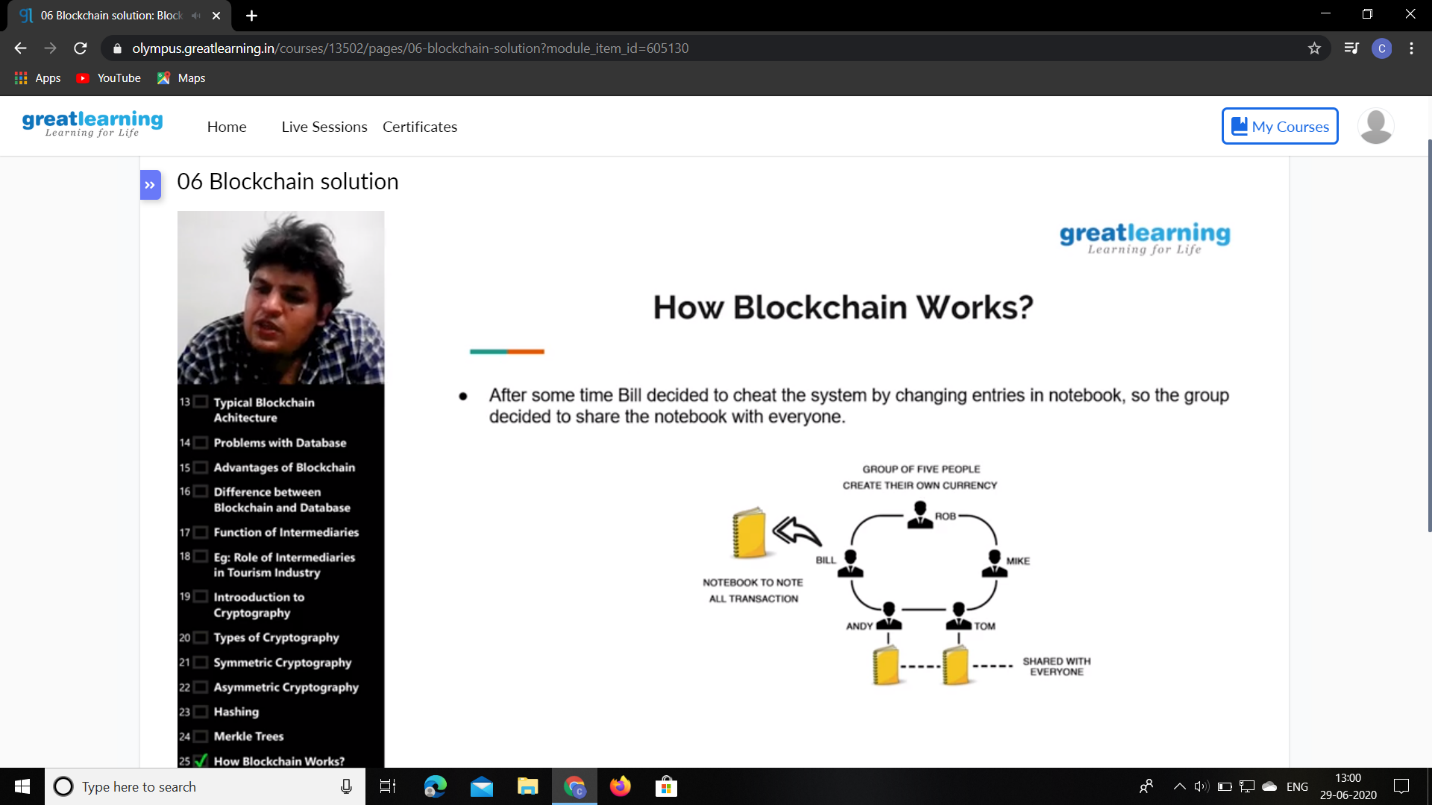 06 Blockchain solution: Block
olympus.greatlearning.in/courses/13502/pages/06-blockchain-solution?module_item_id=605130
C
Apps
YouTube
Maps
greatlearning
Learning for Life
Home
Live Sessions
Certificates
My Courses
»
06 Blockchain solution
greatlearning
Learning for Life
How Blockchain Works?
• After some time Bill decided to cheat the system by changing entries in notebook, so the group
decided to share the notebook with everyone.
GROUP OF FIVE PEOPLE
CREATE THEIR OWN CURRENCY
ROB
BILL
MIKE
NOTEBOOK TO NOTE
ALL TRANSACTION
ANDY
TOM
SHARED WITH
EVERYONE
13 Typical Blockchain
Achitecture
14 Problems with Database
15 Advantages of Blockchain
16 Difference between
Blockchain and Database
17 Function of Intermediaries
18 Eg: Role of Intermediaries
in Tourism Industry
19 Introoduction to
Cryptography
20 Types of Cryptography
21 Symmetric Cryptography
22 Asymmetric Cryptography
23 Hashing
24 Merkle Trees
25 How Blockchain Works?
Type here to search
C
ENG
13:00
29-06-2020